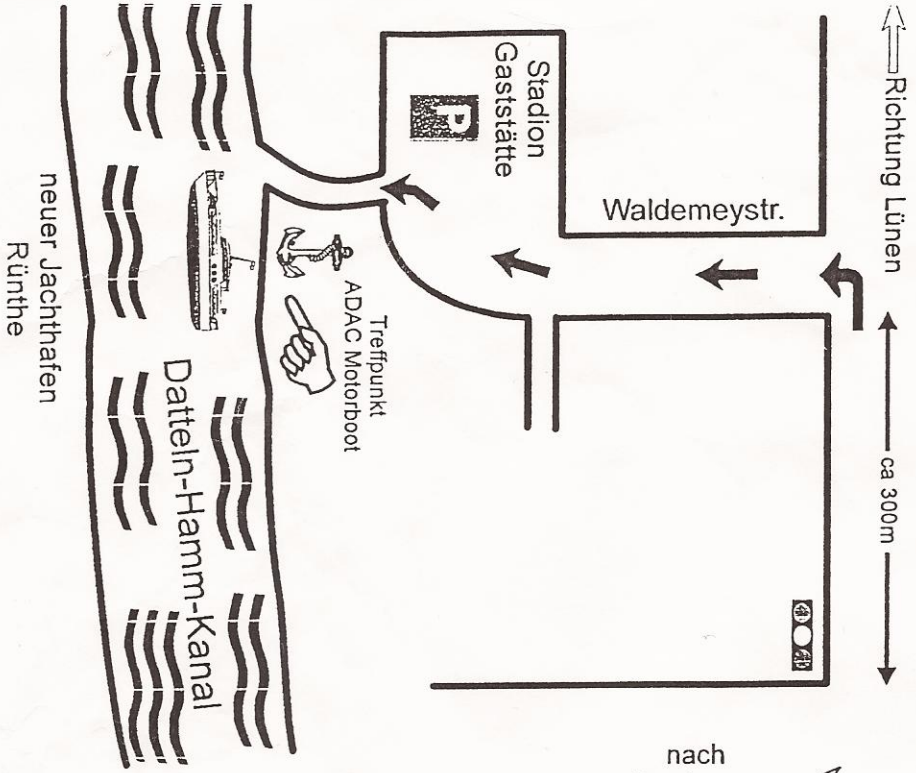 Richtung Lünen
ca 300m
Waldemeystr.
Stadion
Gaststätte
P
Treffpunkt
ADAC Motorboot
Datteln-Hamm-Kanal
neuer Jachthafen
Rünthe
nach